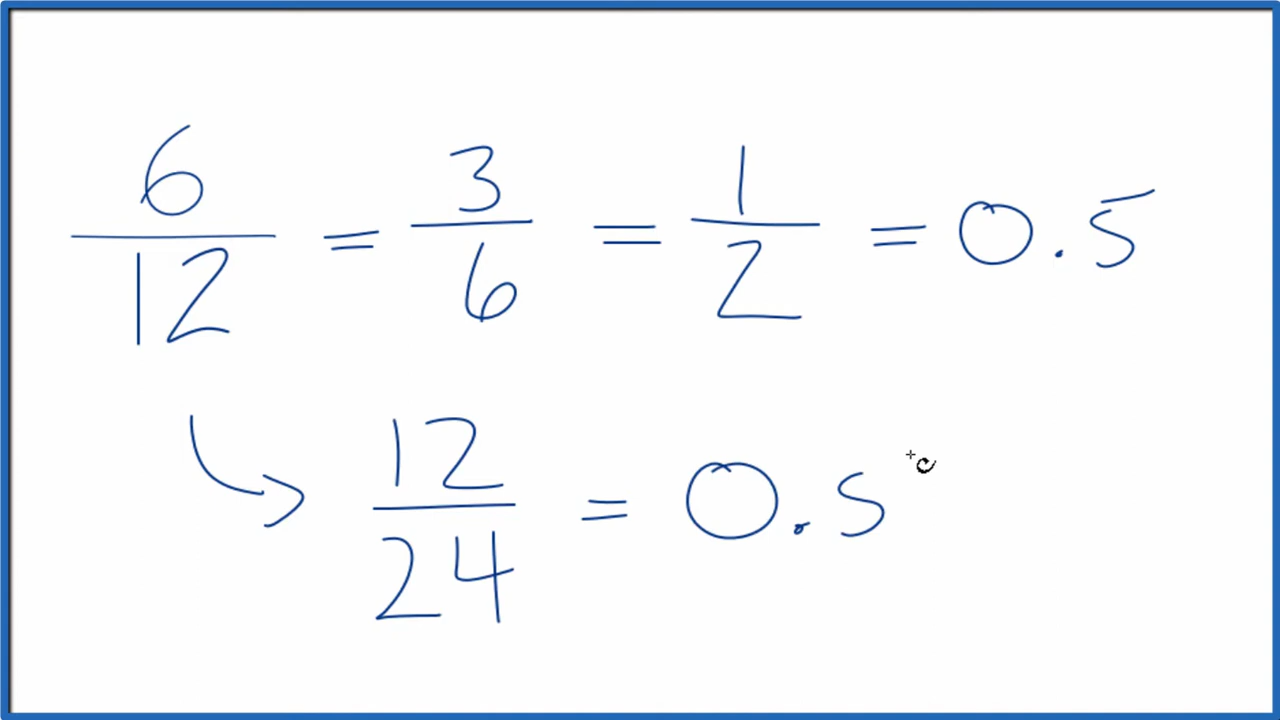 6/12 = 3/6 = 1/2 = 0.5
12/24 = 0.5